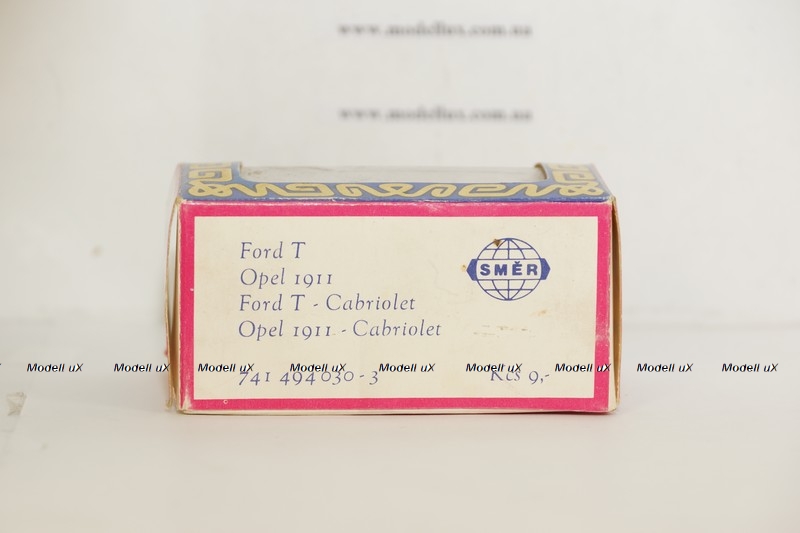 www.modellux.com.ua
www.modellux.com.ua
Ford T
Opel 1911
Ford T - Cabriolet
Opel 1911 - Cabriolet
SMĚR
741 494 030 - 3
Kčs 9,-
Modell uX Modell uX Modell uX Modell uX Modell uX Modell uX Modell uX Modell uX Modell uX